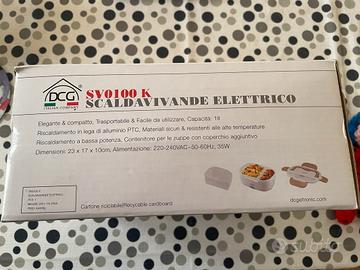 DCG
ITALIAN COMPANY
SV0100 K
SCALDAVIVANDE ELETTRICO
Elegante & compatto, Trasportabile & Facile da utilizzare, Capacità: 1lt
Riscaldamento in lega di alluminio PTC, Materiali sicuri & resistenti alle alte temperature
Riscaldamento a bassa potenza, Contenitore per le zuppe con coperchio aggiuntivo
Dimensioni: 23 x 17 x 10cm, Alimentazione: 220-240VAC~50-60Hz, 35W
dcgeltronic.com
Cartone riciclabile/Recyclable cardboard
subito